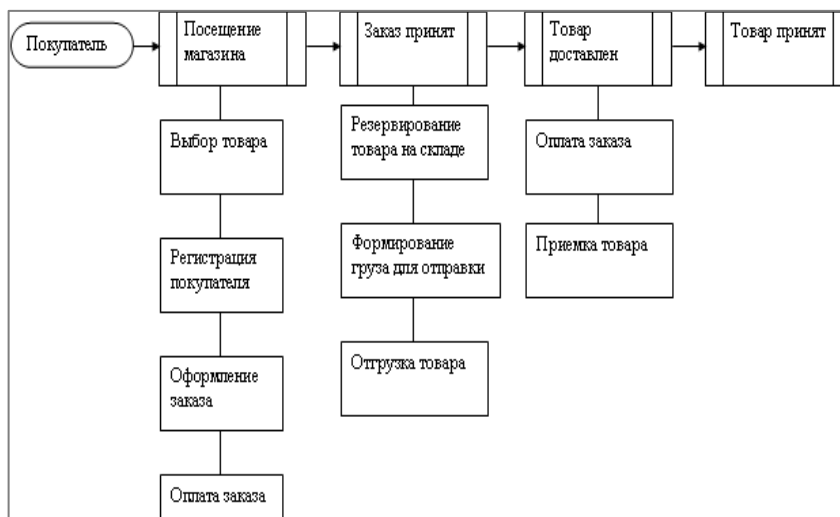 Покупатель
Посещение
магазина
Заказ принят
Товар
доставлен
Товар принят
Выбор товара
Регистрация
покупателя
Оформление
заказа
Оплата заказа
Резервирование
товара на складе
Формирование
груза для отправки
Отгрузка товара
Оплата заказа
Приемка товара